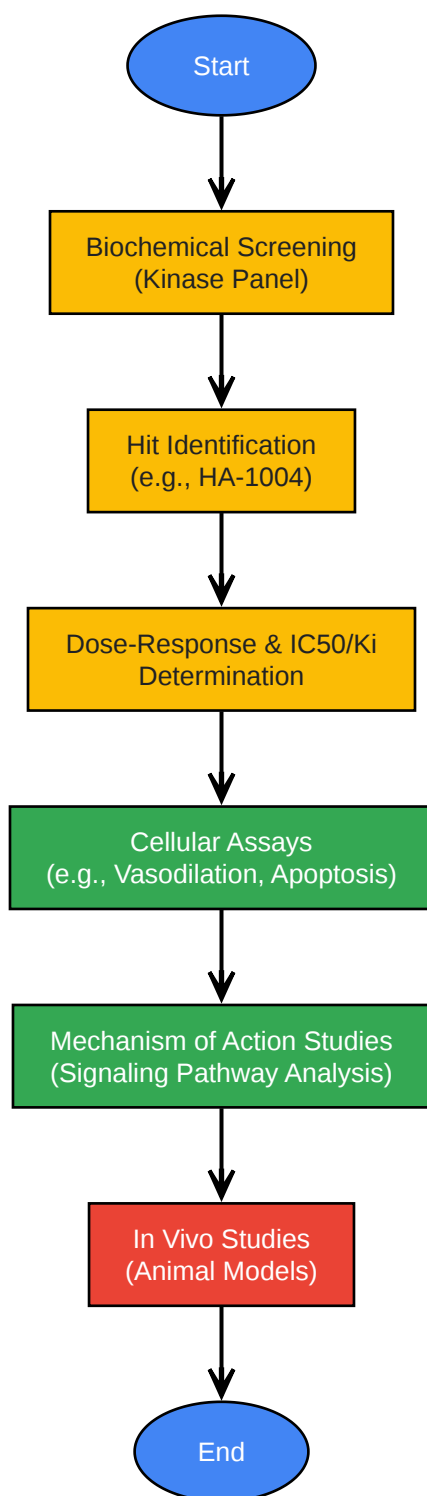 Start
Biochemical Screening
(Kinase Panel)
Hit Identification
(e.g., HA-1004)
Dose-Response & IC50/Ki
Determination
Cellular Assays
(e.g., Vasodilation, Apoptosis)
Mechanism of Action Studies
(Signaling Pathway Analysis)
In Vivo Studies
(Animal Models)
End